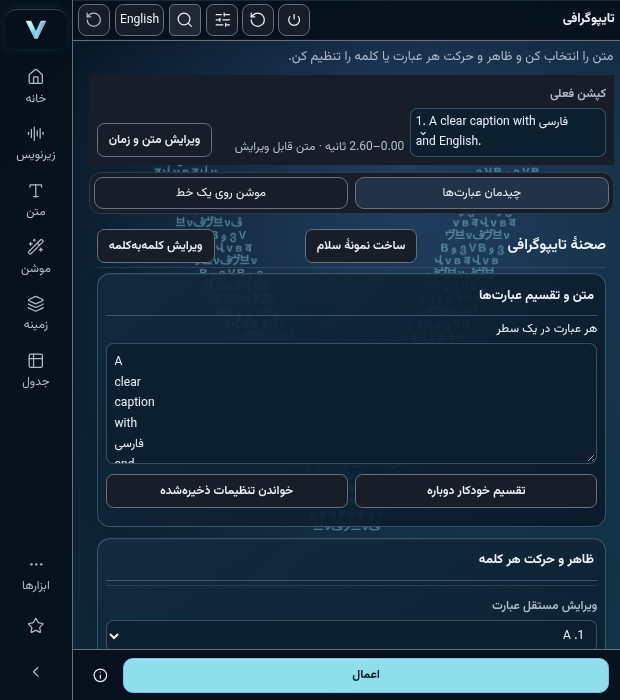 تایپوگرافی
English
متن را انتخاب کن و ظاهر و حرکت هر عبارت یا کلمه را تنظیم کن.
کپشن فعلی
1. A clear caption with فارسی
and English.
0.00–2.60 ثانیه · متن قابل ویرایش
ویرایش متن و زمان
چیدمان عبارت‌ها
موشن روی یک خط
صحنهٔ تایپوگرافی
ساخت نمونهٔ سلام
ویرایش کلمه‌به‌کلمه
متن و تقسیم عبارت‌ها
هر عبارت در یک سطر
A
clear
caption
with
فارسی
and
تقسیم خودکار دوباره
خواندن تنظیمات ذخیره‌شده
ظاهر و حرکت هر کلمه
ویرایش مستقل عبارت
1. A
اعمال
خانه
زیرنویس
متن
موشن
زمینه
جدول
ابزارها